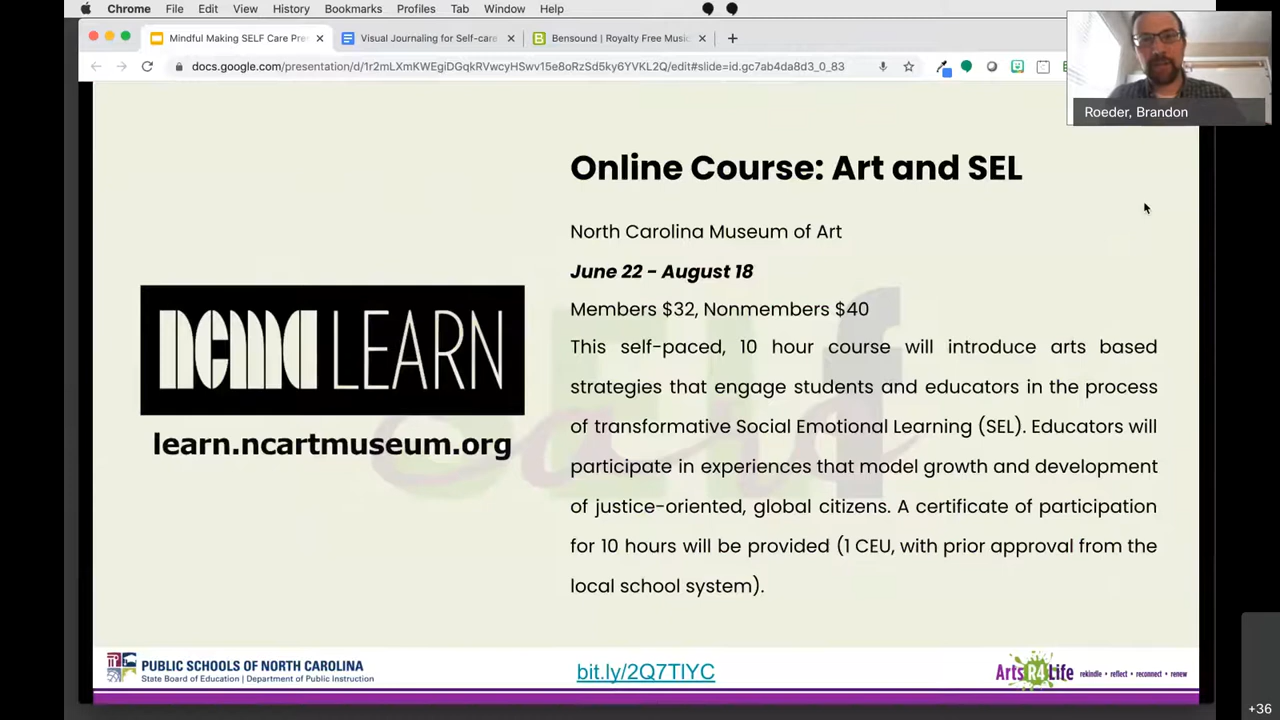 Chrome File Edit View History Bookmarks Profiles Tab Window Help
Mindful Making SELF Care Pre
Visual Journaling for Self-care
Bensound | Royalty Free Music
docs.google.com/presentation/d/1r2mLXmKWEgiDGqkRVwcyHSwv15e8oRzSd5ky6YVKL2Q/edit#slide=id.gc7ab4da8d3_0_83
Roeder, Brandon
Online Course: Art and SEL
North Carolina Museum of Art
June 22 - August 18
Members $32, Nonmembers $40
This self-paced, 10 hour course will introduce arts based
strategies that engage students and educators in the process
of transformative Social Emotional Learning (SEL). Educators will
participate in experiences that model growth and development
of justice-oriented, global citizens. A certificate of participation
for 10 hours will be provided (1 CEU, with prior approval from the
local school system).
ncma LEARN
learn.ncartmuseum.org
PUBLIC SCHOOLS OF NORTH CAROLINA
State Board of Education | Department of Public Instruction
bit.ly/2Q7TIYC
Arts R4 Life rekindle • reflect • reconnect • renew
+36